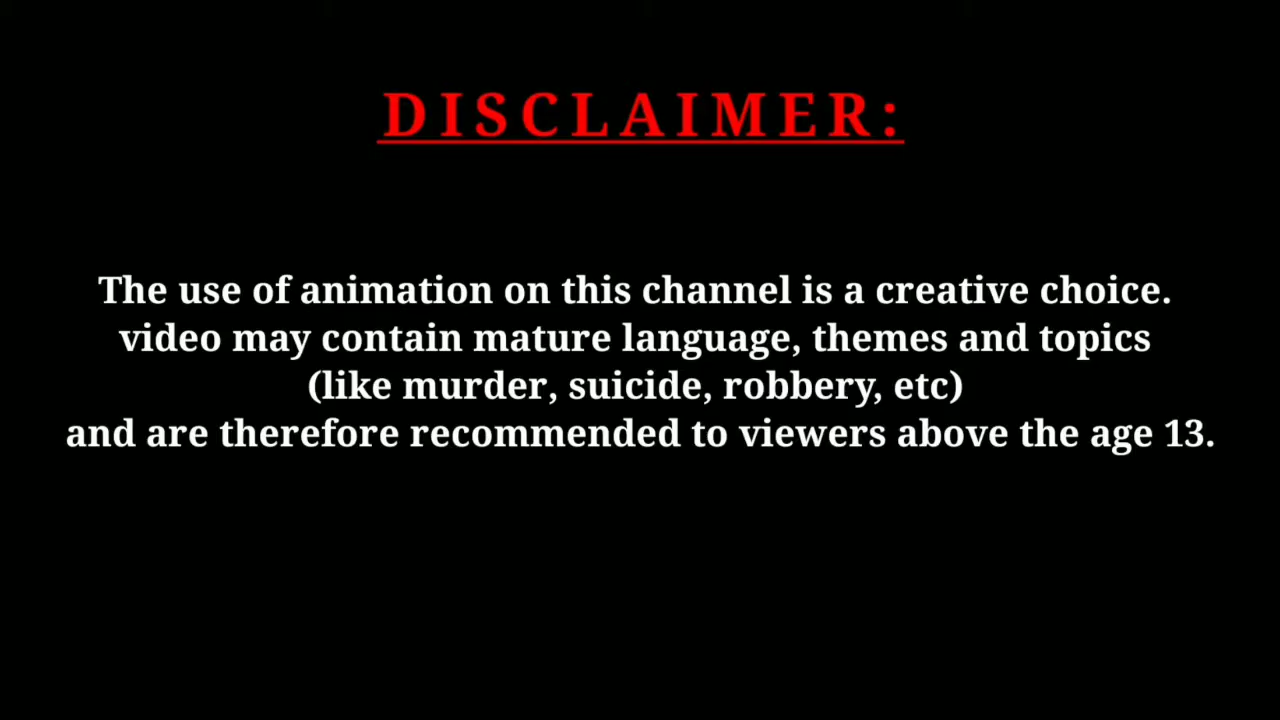 DISCLAIMER:
The use of animation on this channel is a creative choice.
video may contain mature language, themes and topics
(like murder, suicide, robbery, etc)
and are therefore recommended to viewers above the age 13.